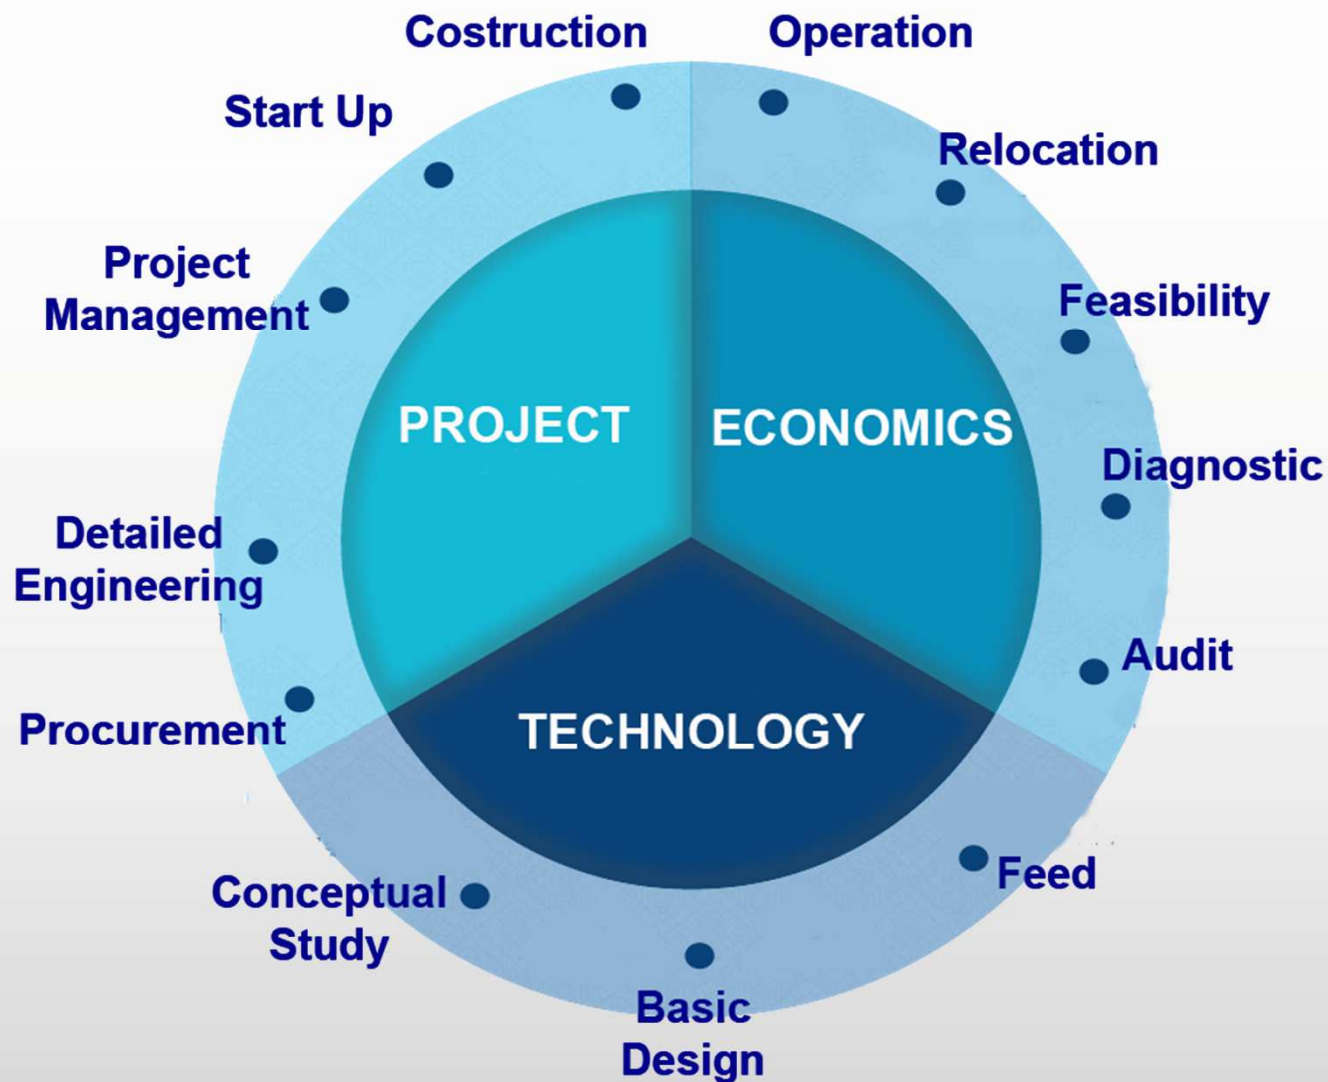 Costruction
Operation
Start Up
Relocation
Project
Management
Feasibility
PROJECT
ECONOMICS
Diagnostic
Detailed
Engineering
Audit
Procurement
TECHNOLOGY
Feed
Conceptual
Study
Basic
Design